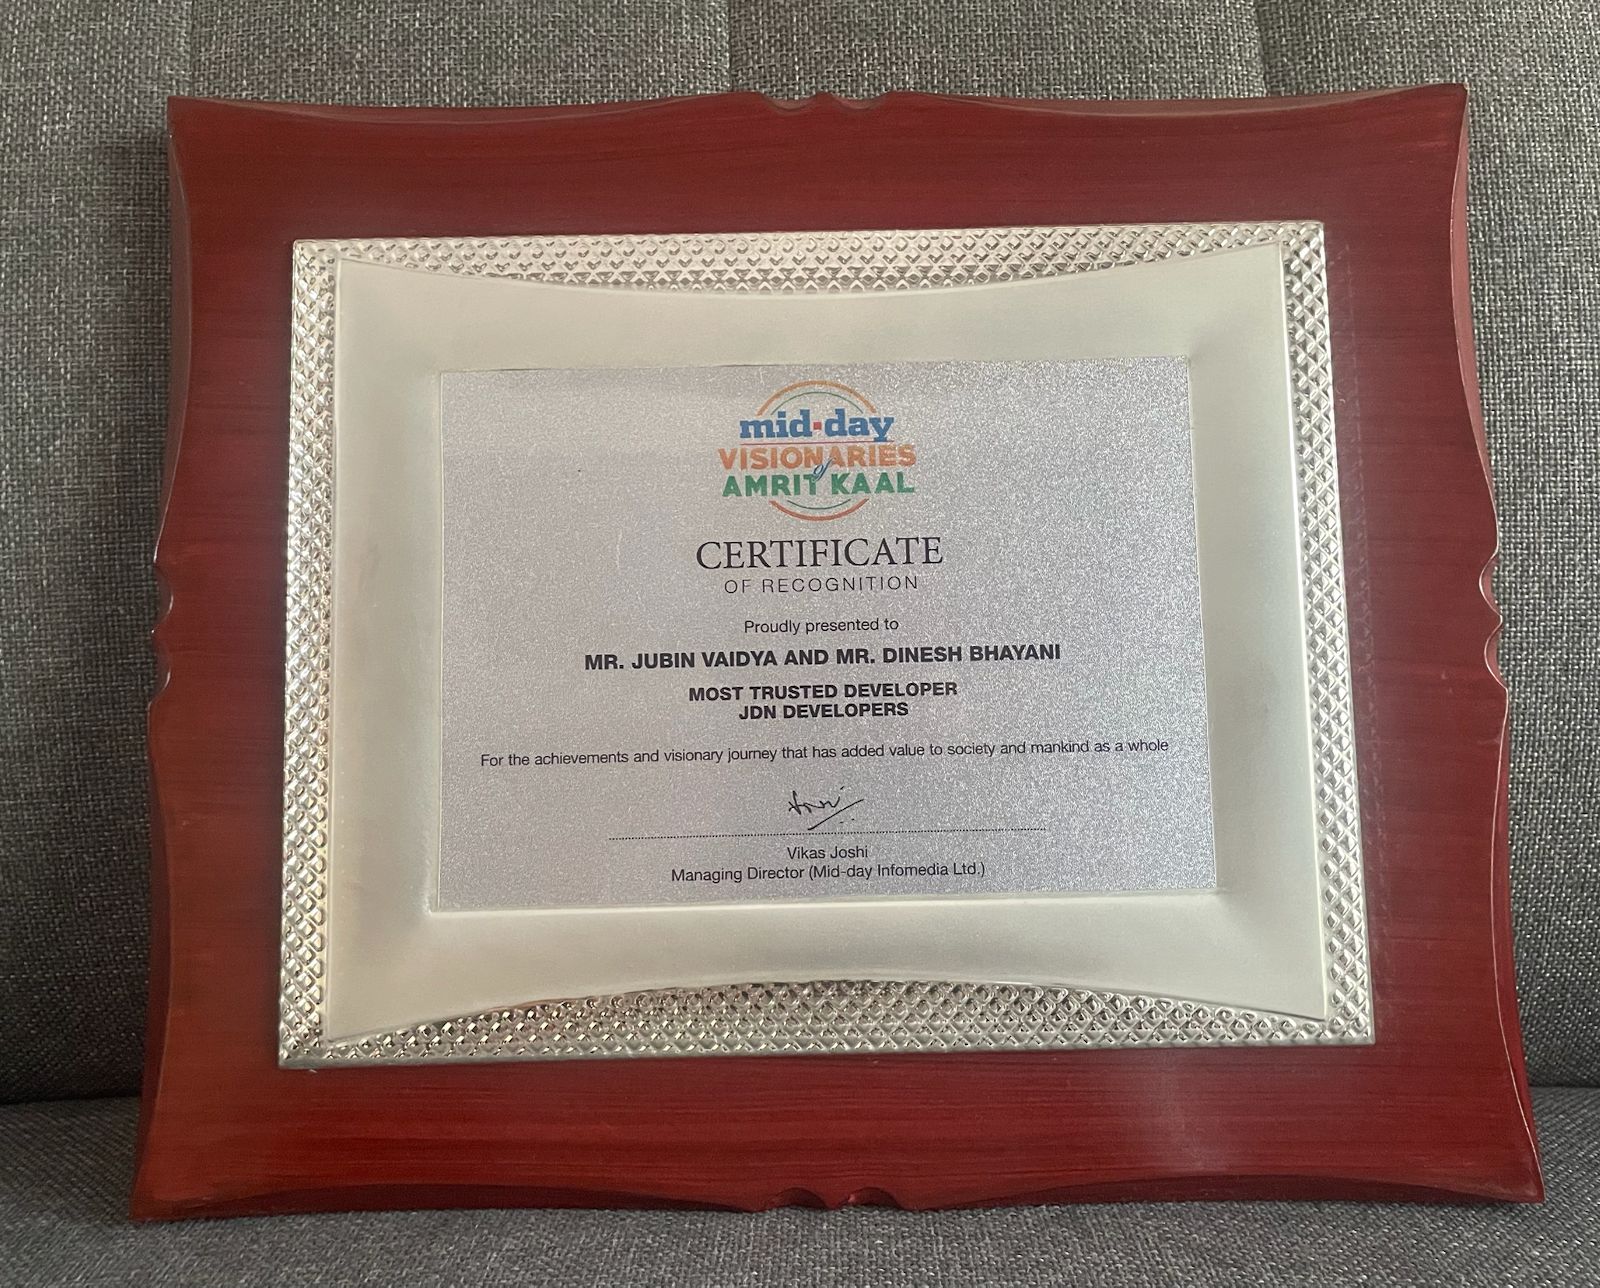 mid-day
VISIONARIES
of
AMRIT KAAL
CERTIFICATE
OF RECOGNITION
Proudly presented to
MR. JUBIN VAIDYA AND MR. DINESH BHAYANI
MOST TRUSTED DEVELOPER
JDN DEVELOPERS
For the achievements and visionary journey that has added value to society and mankind as a whole
Vikas Joshi
Managing Director (Mid-day Infomedia Ltd.)